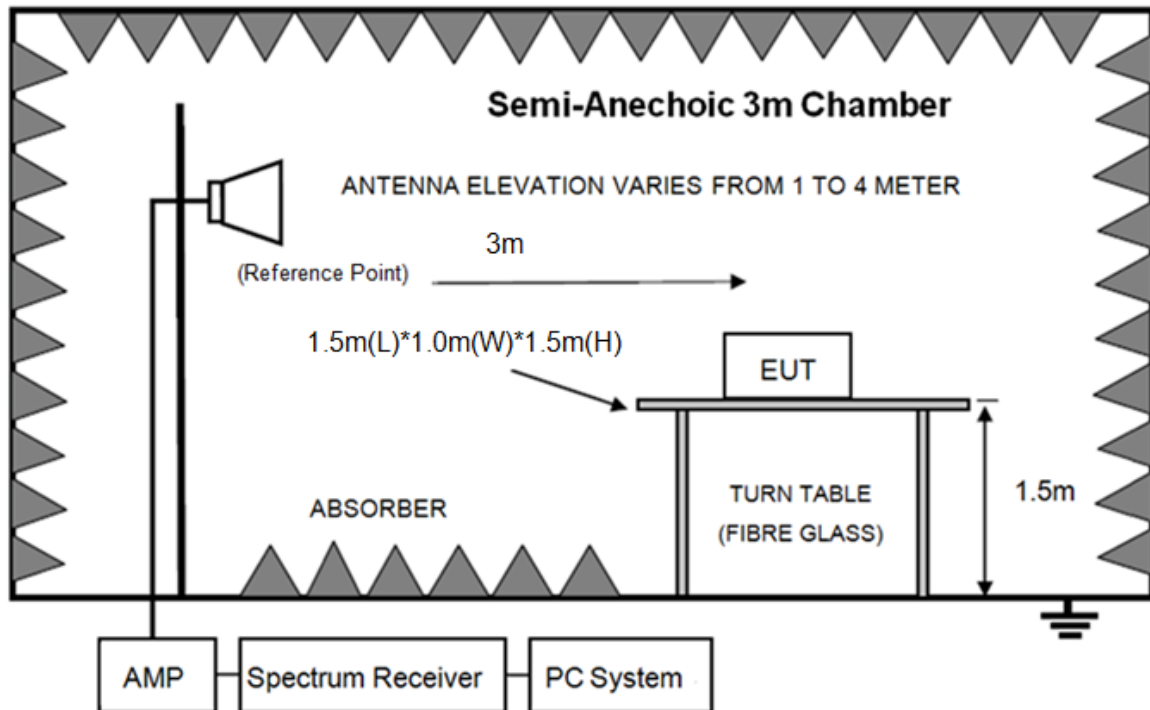 Semi-Anechoic 3m Chamber
ANTENNA ELEVATION VARIES FROM 1 TO 4 METER
3m
(Reference Point)
1.5m(L)*1.0m(W)*1.5m(H)
EUT
TURN TABLE
(FIBRE GLASS)
1.5m
ABSORBER
AMP
Spectrum Receiver
PC System